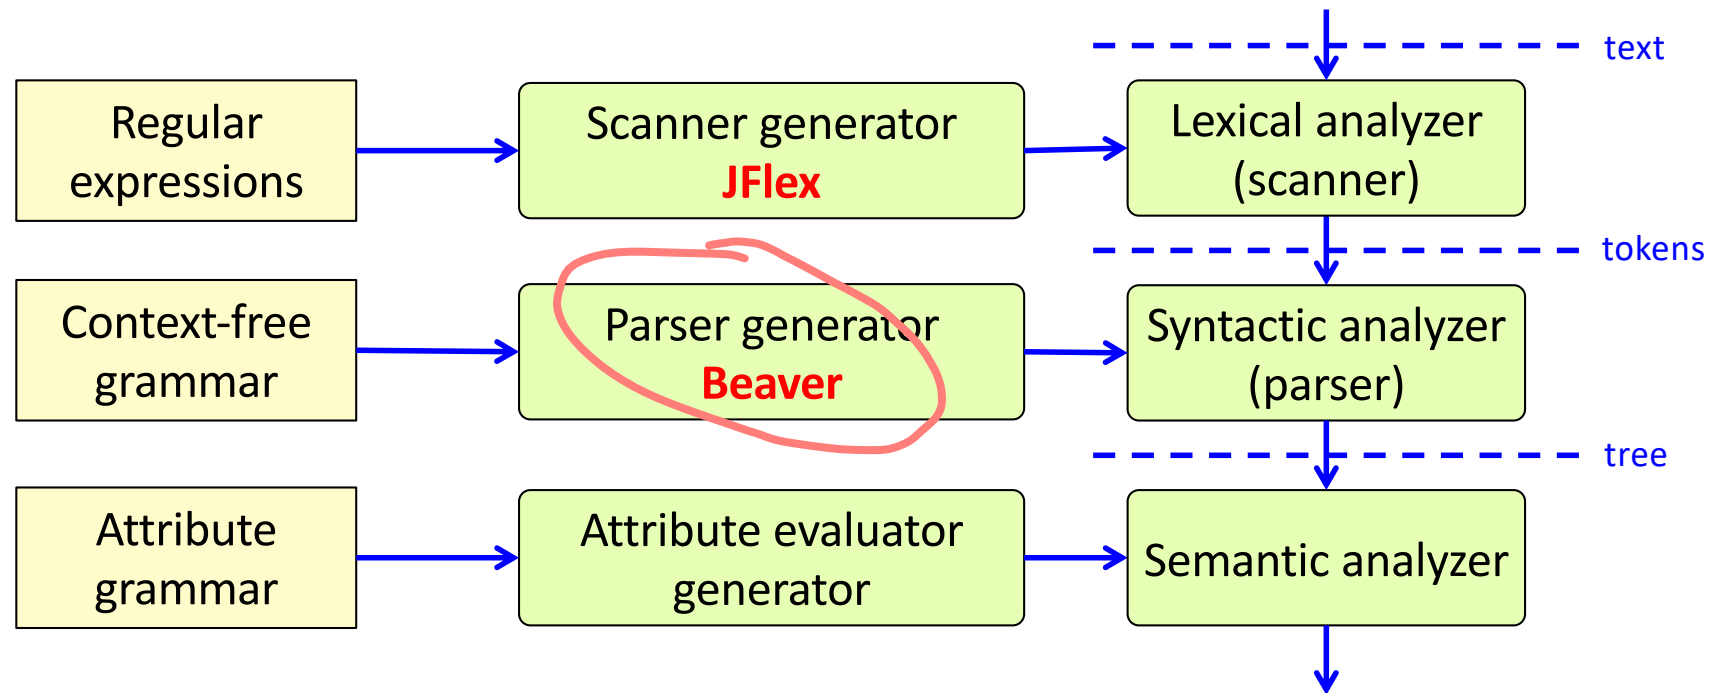 text
Regular
expressions
Scanner generator
JFlex
Lexical analyzer
(scanner)
tokens
Context-free
grammar
Parser generator
Beaver
Syntactic analyzer
(parser)
tree
Attribute
grammar
Attribute evaluator
generator
Semantic analyzer